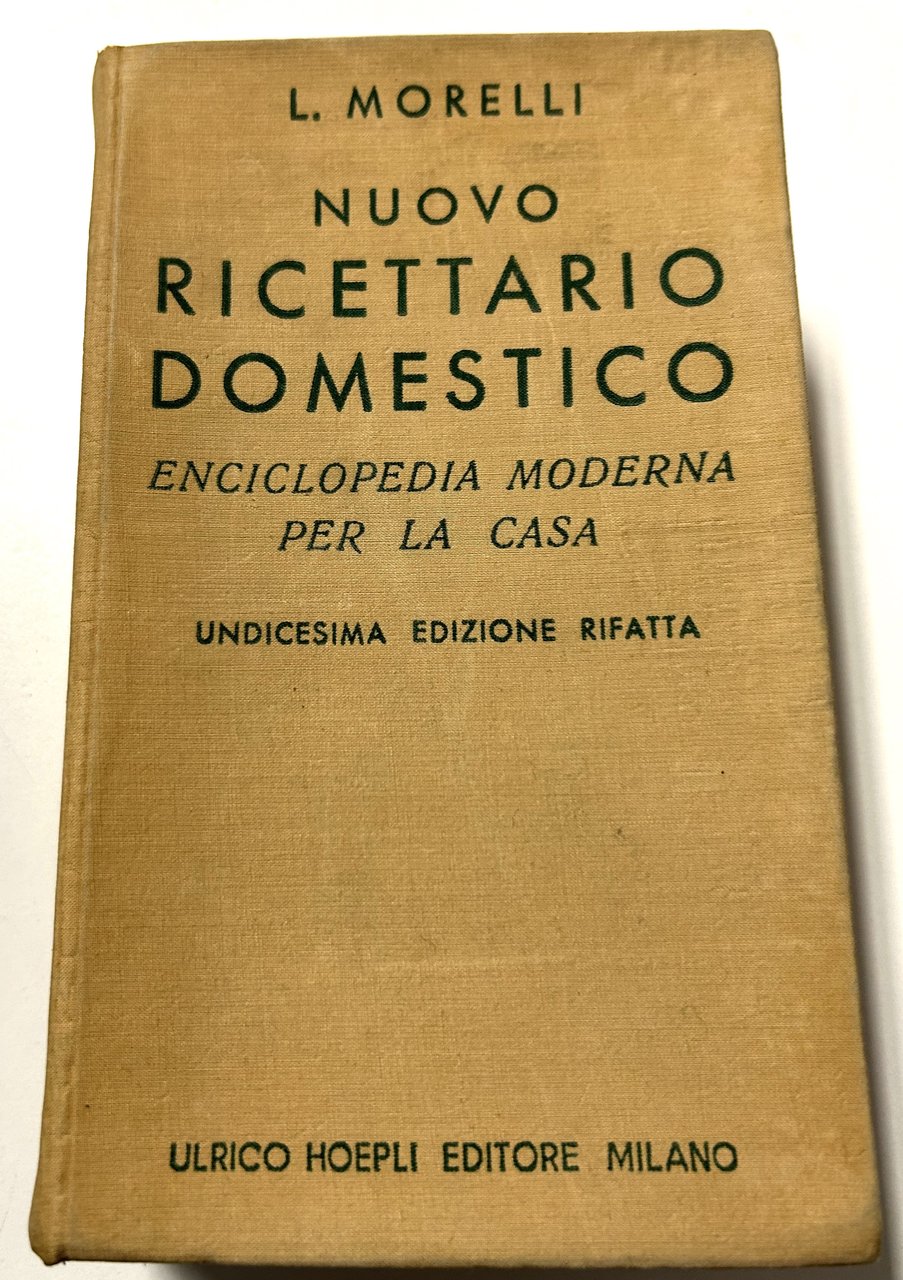 L. MORELLI
NUOVO
RICETTARIO
DOMESTICO
ENCICLOPEDIA MODERNA
PER LA CASA
UNDICESIMA EDIZIONE RIFATTA
ULRICO HOEPLI EDITORE MILANO